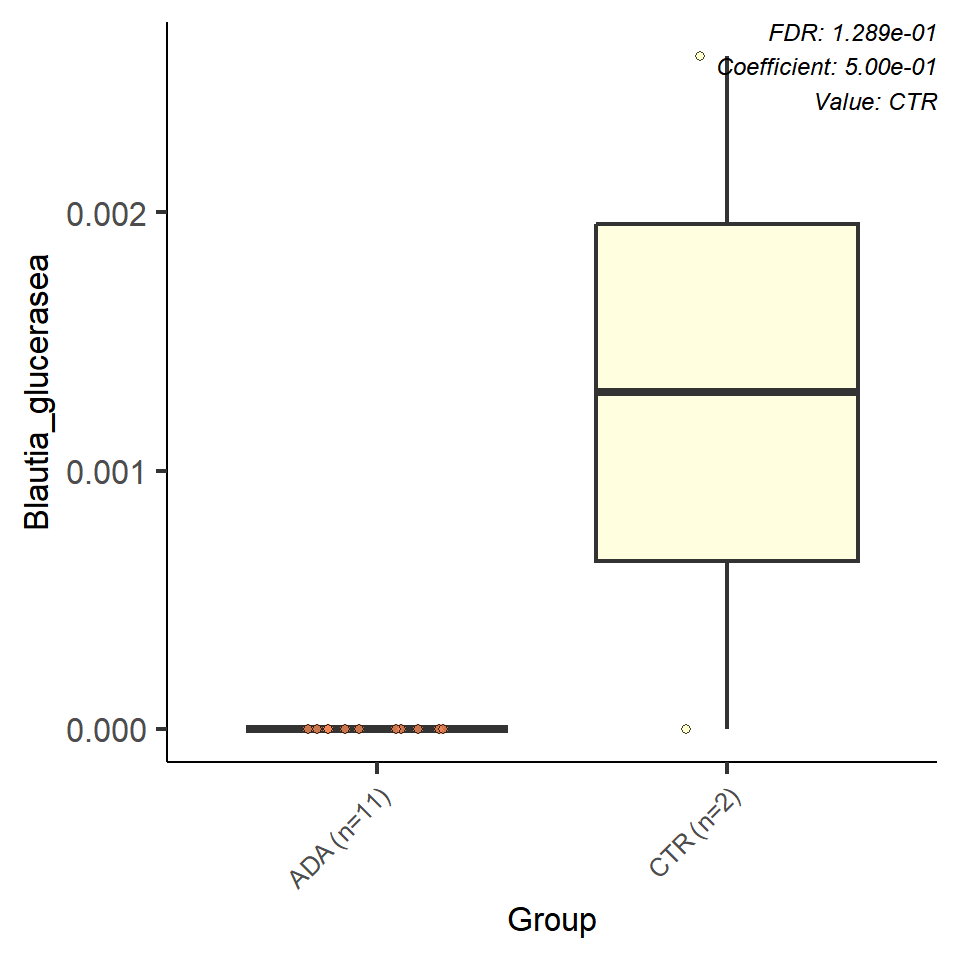 FDR: 1.289e-01
Coefficient: 5.00e-01
Value: CTR
Blautia_glucerasea
0.002
0.001
0.000
ADA (n=11)
CTR (n=2)
Group